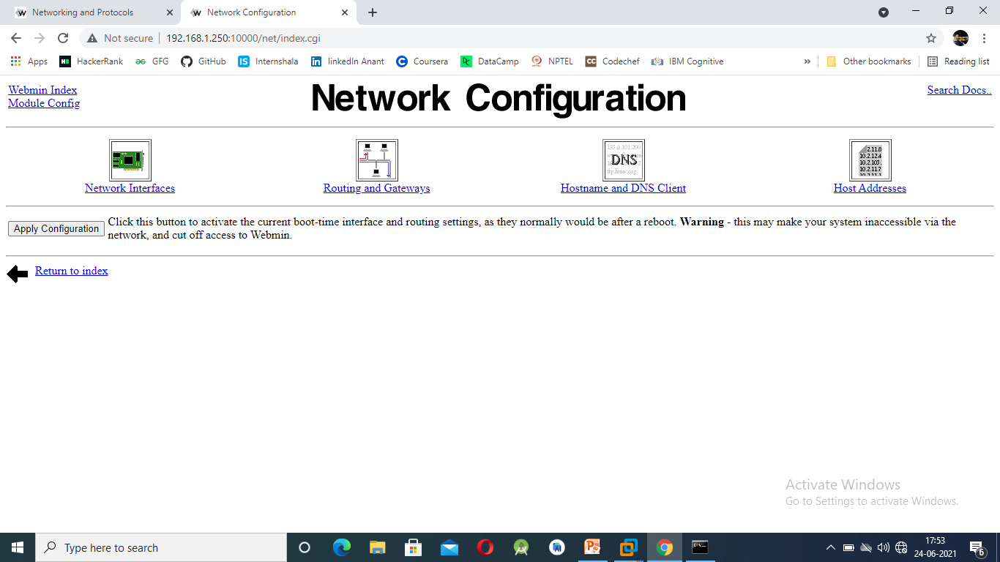 Networking and Protocols
Network Configuration
Not secure
192.168.1.250:10000/net/index.cgi
Apps
HackerRank
GFG
GitHub
Internshala
linkedIn Anant
Coursera
DataCamp
NPTEL
Codechef
IBM Cognitive
»
Other bookmarks
Reading list
Webmin Index
Module Config
Network Configuration
Search Docs..
Network Interfaces
Routing and Gateways
DNS
Hostname and DNS Client
Host Addresses
Apply Configuration
Click this button to activate the current boot-time interface and routing settings, as they normally would be after a reboot. Warning - this may make your system inaccessible via the
network, and cut off access to Webmin.
Return to index
Activate Windows
Go to Settings to activate Windows.
Type here to search
17:53
24-06-2021
6